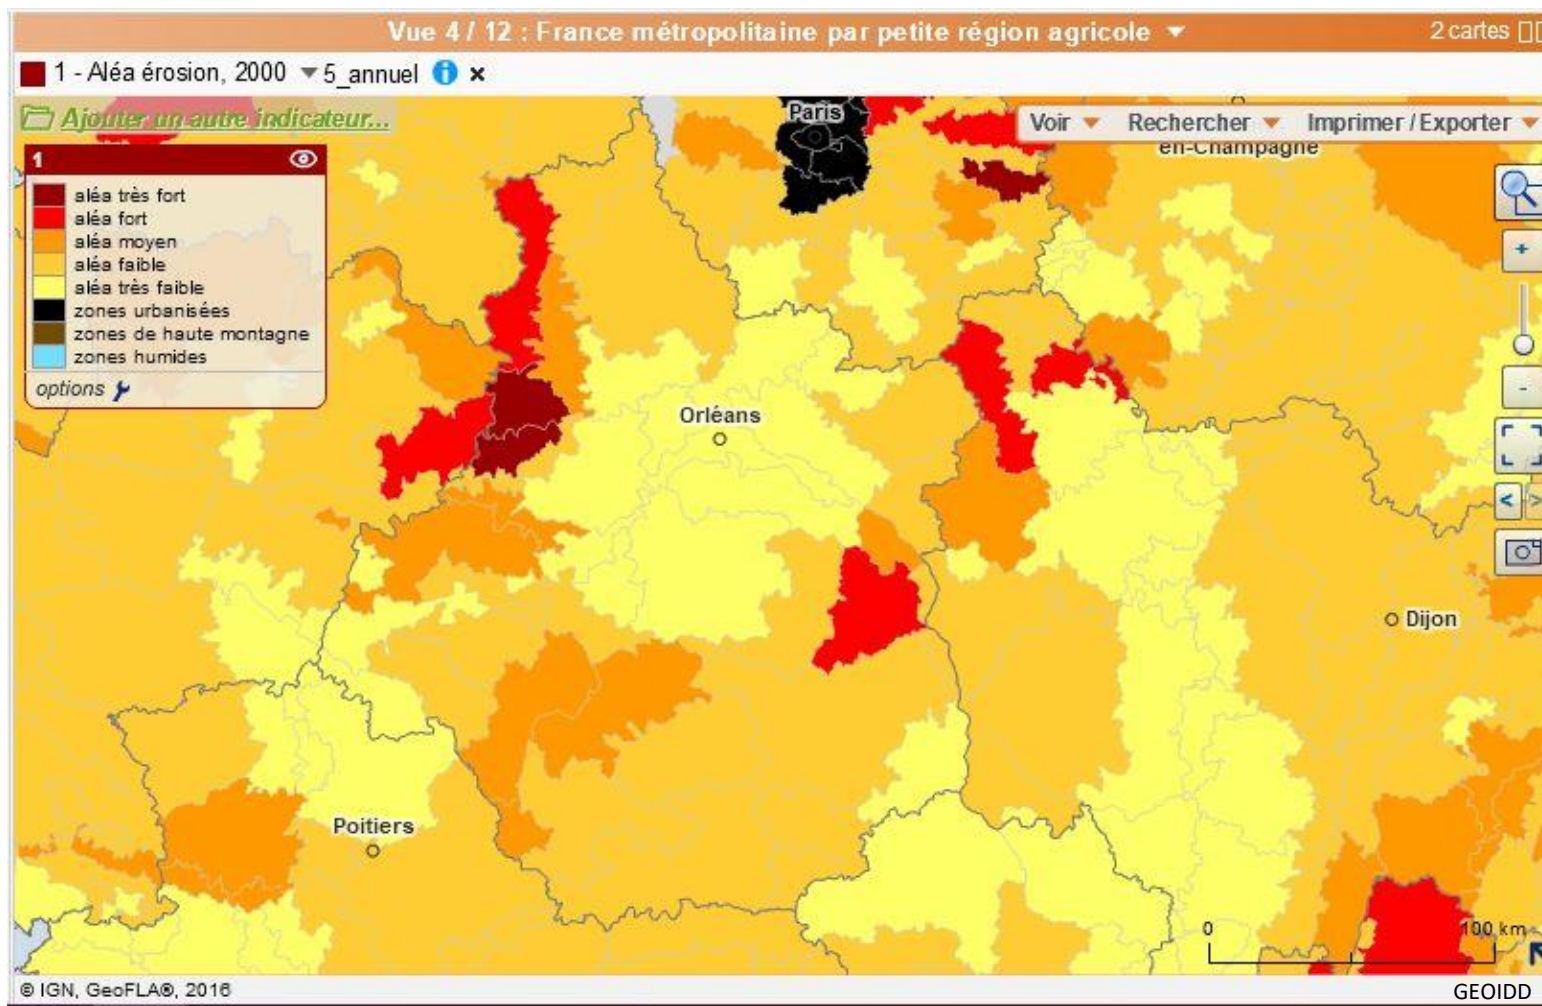 Vue 4 / 12 : France métropolitaine par petite région agricole
2 cartes
1 - Aléa érosion, 2000 5_annuel i ×
Ajouter un autre indicateur...
Voir Rechercher Imprimer / Exporter
Paris
en-Champagne
1
aléa très fort
aléa fort
aléa moyen
aléa faible
aléa très faible
zones urbanisées
zones de haute montagne
zones humides
options
+
-
< >
Orléans
Dijon
Poitiers
0 100 km
© IGN, GeoFLA®, 2016
GEOIDD